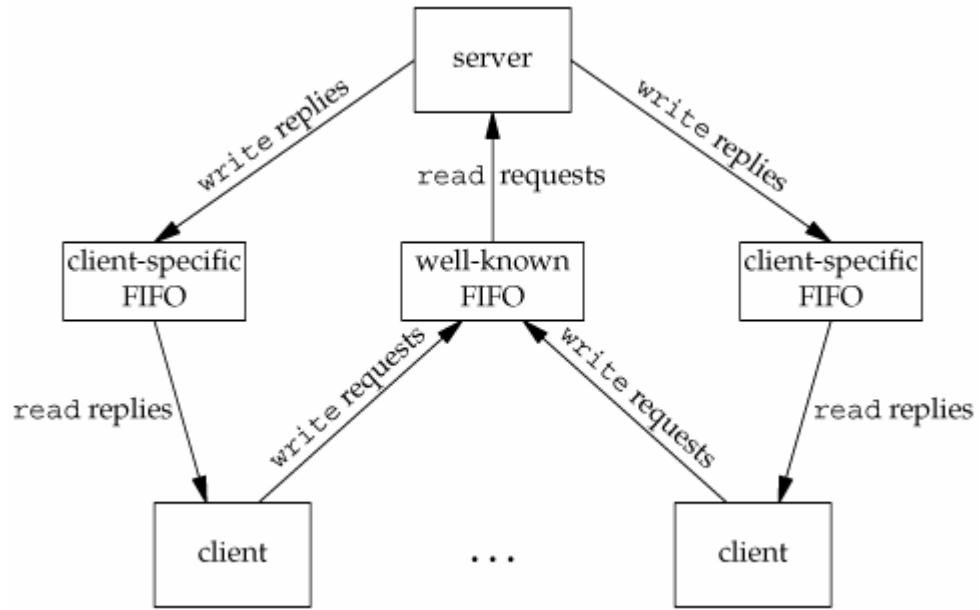 server
write replies
write replies
read requests
client-specific
FIFO
well-known
FIFO
client-specific
FIFO
read replies
write requests
write requests
read replies
client
...
client